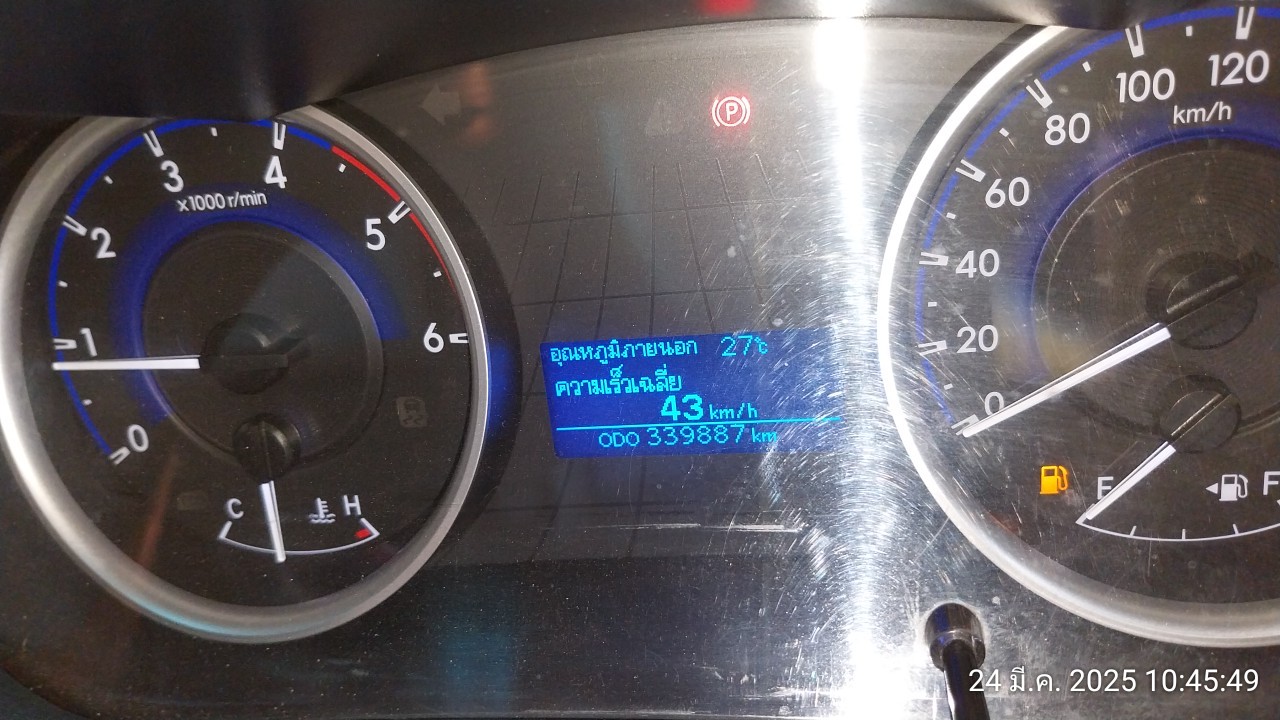 3
4
x1000 r/min
2
5
1
6
0
C
H
P
อุณหภูมิภายนอก 27℃
ความเร็วเฉลี่ย
43 km/h
ODO 339887 km
120
100
km/h
80
60
40
20
0
E
F
24 มี.ค. 2025 10:45:49